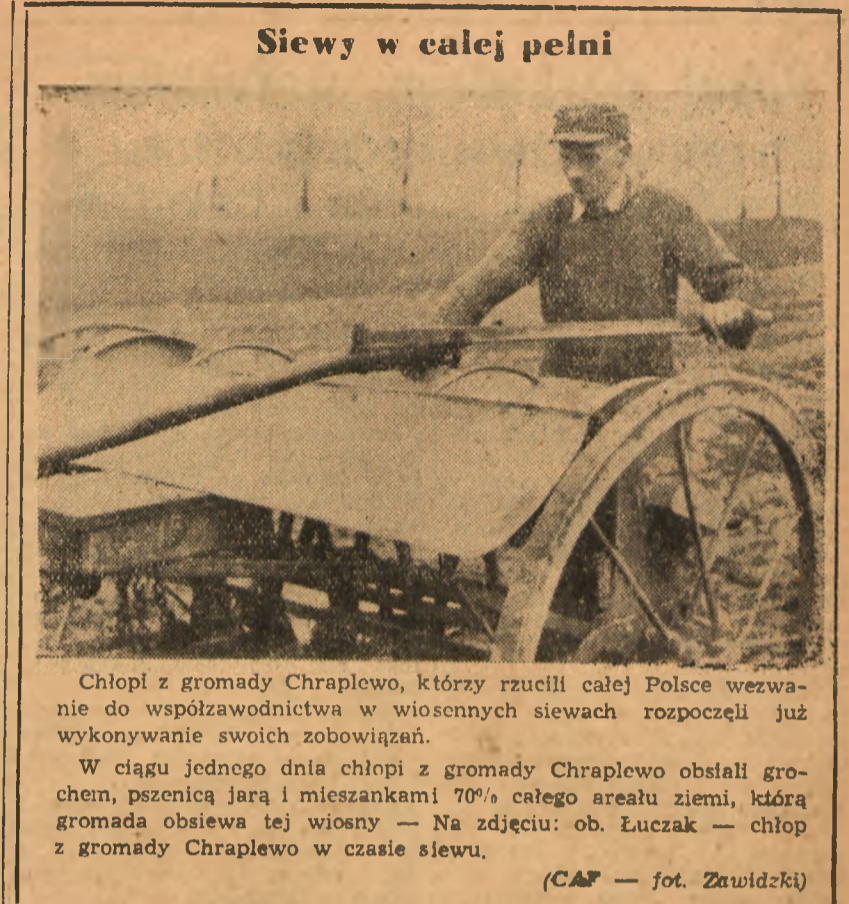 Siewy w całej pełni
Chłopi z gromady Chraplewo, którzy rzucili całej Polsce wezwa-
nie do współzawodnictwa w wiosennych siewach rozpoczęli już
wykonywanie swoich zobowiązań.
W ciągu jednego dnia chłopi z gromady Chraplewo obsiali gro-
chem, pszenicą jarą i mieszankami 70% całego areału ziemi, którą
gromada obsiewa tej wiosny — Na zdjęciu: ob. Łuczak — chłop
z gromady Chraplewo w czasie siewu.
(CAF — fot. Zawidzki)